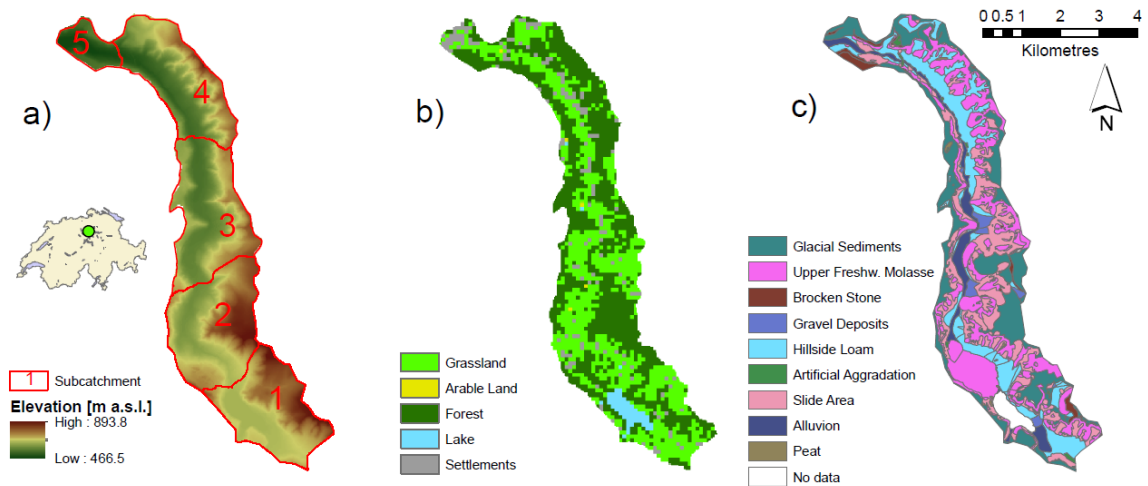 a)
5
4
3
2
1
1 Subcatchment
Elevation [m a.s.l.]
High : 893.8
Low : 466.5
b)
Grassland
Arable Land
Forest
Lake
Settlements
c)
0 0.5 1 2 3 4
Kilometres
N
Glacial Sediments
Upper Freshw. Molasse
Brocken Stone
Gravel Deposits
Hillside Loam
Artificial Aggradation
Slide Area
Alluvion
Peat
No data